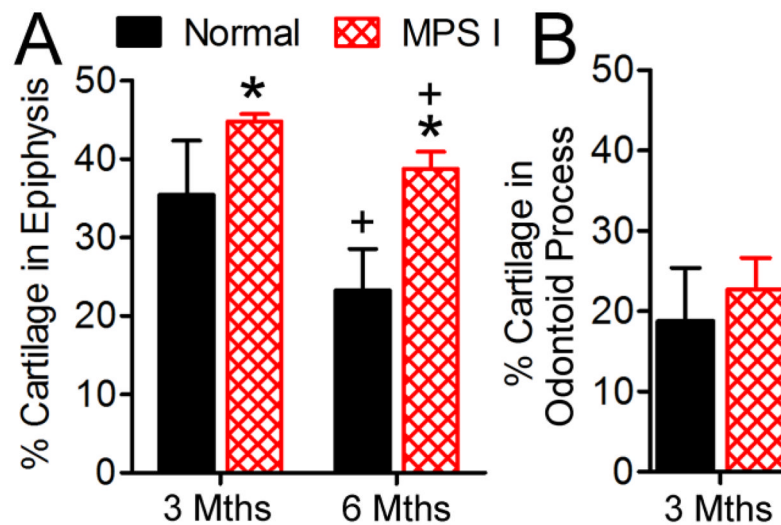 A Normal MPS I B
% Cartilage in Epiphysis
50
40
30
20
10
0
*
+
+
*
3 Mths 6 Mths
% Cartilage in
Odontoid Process
50
40
30
20
10
0
3 Mths